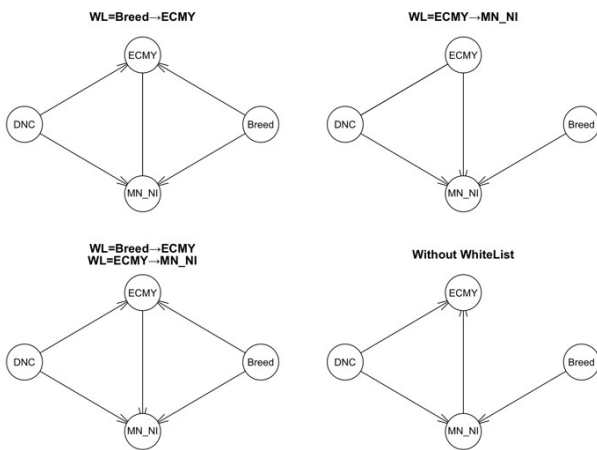 WL=Breed→ECMY
ECMY
DNC
Breed
MN_NI
WL=ECMY→MN_NI
ECMY
DNC
Breed
MN_NI
WL=Breed→ECMY
WL=ECMY→MN_NI
ECMY
DNC
Breed
MN_NI
Without WhiteList
ECMY
DNC
Breed
MN_NI